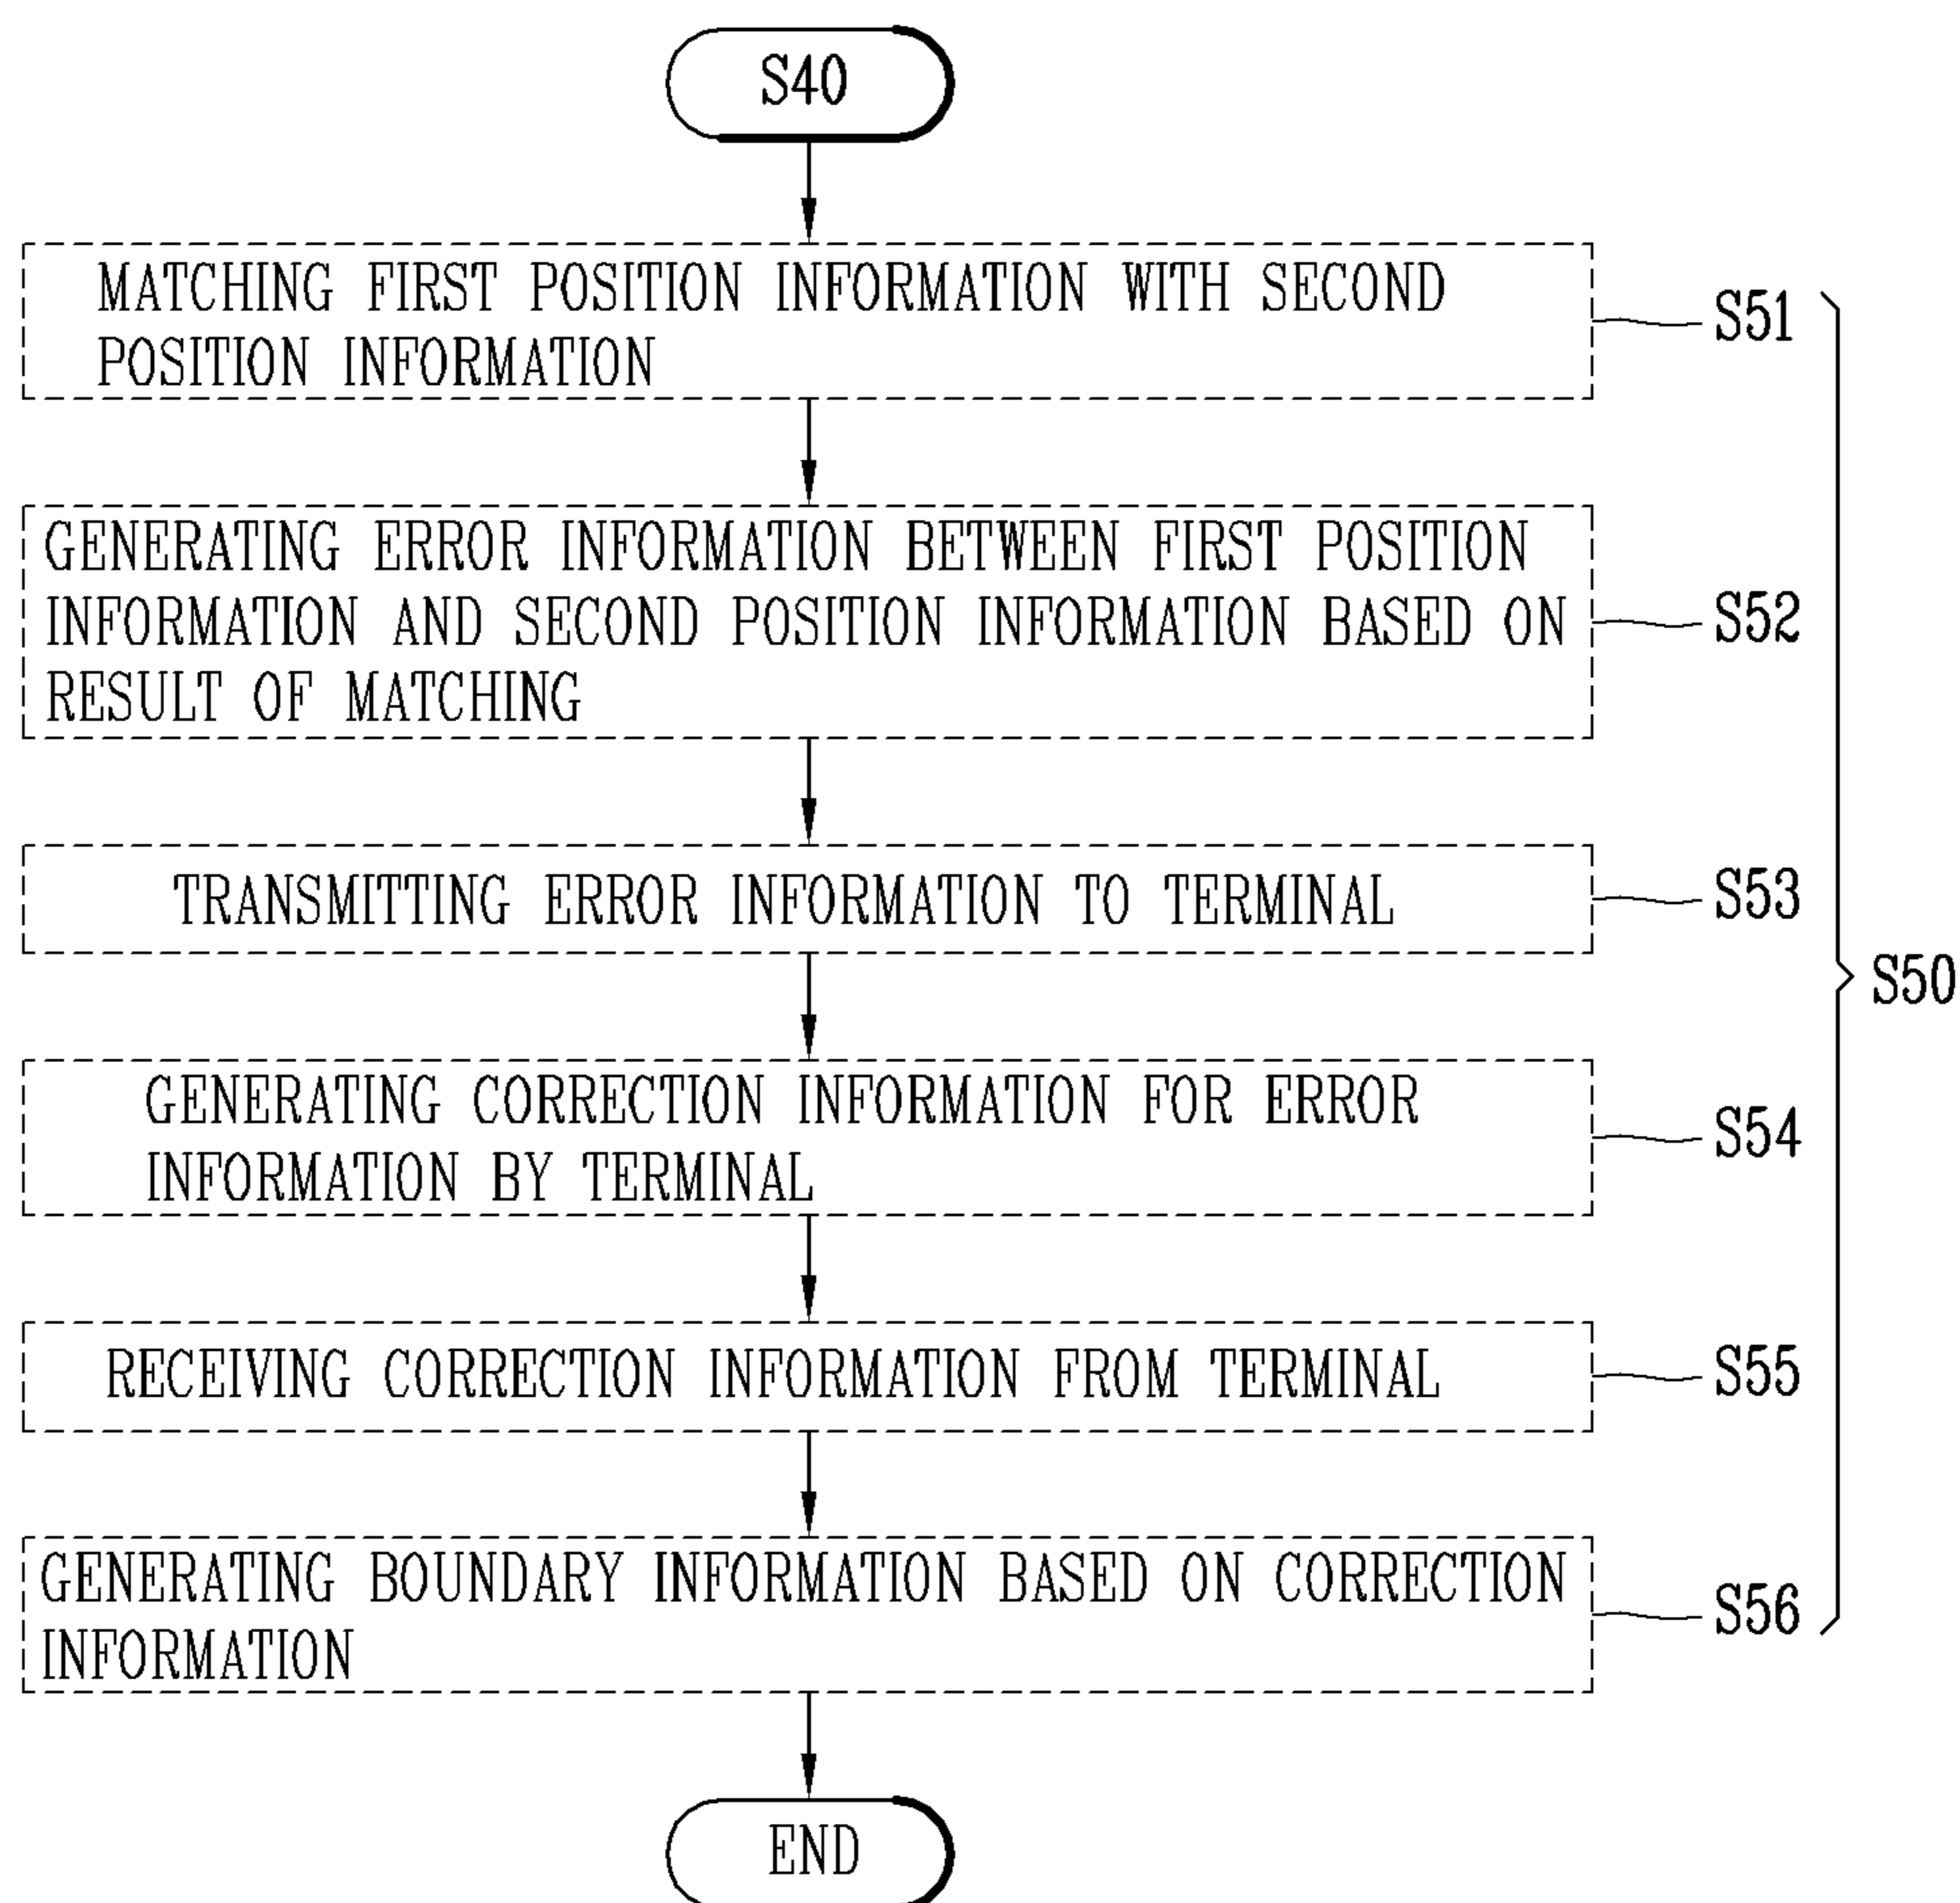 S40
MATCHING FIRST POSITION INFORMATION WITH SECOND
POSITION INFORMATION
S51
GENERATING ERROR INFORMATION BETWEEN FIRST POSITION
INFORMATION AND SECOND POSITION INFORMATION BASED ON
RESULT OF MATCHING
S52
TRANSMITTING ERROR INFORMATION TO TERMINAL
S53
S50
GENERATING CORRECTION INFORMATION FOR ERROR
INFORMATION BY TERMINAL
S54
RECEIVING CORRECTION INFORMATION FROM TERMINAL
S55
GENERATING BOUNDARY INFORMATION BASED ON CORRECTION
INFORMATION
S56
END